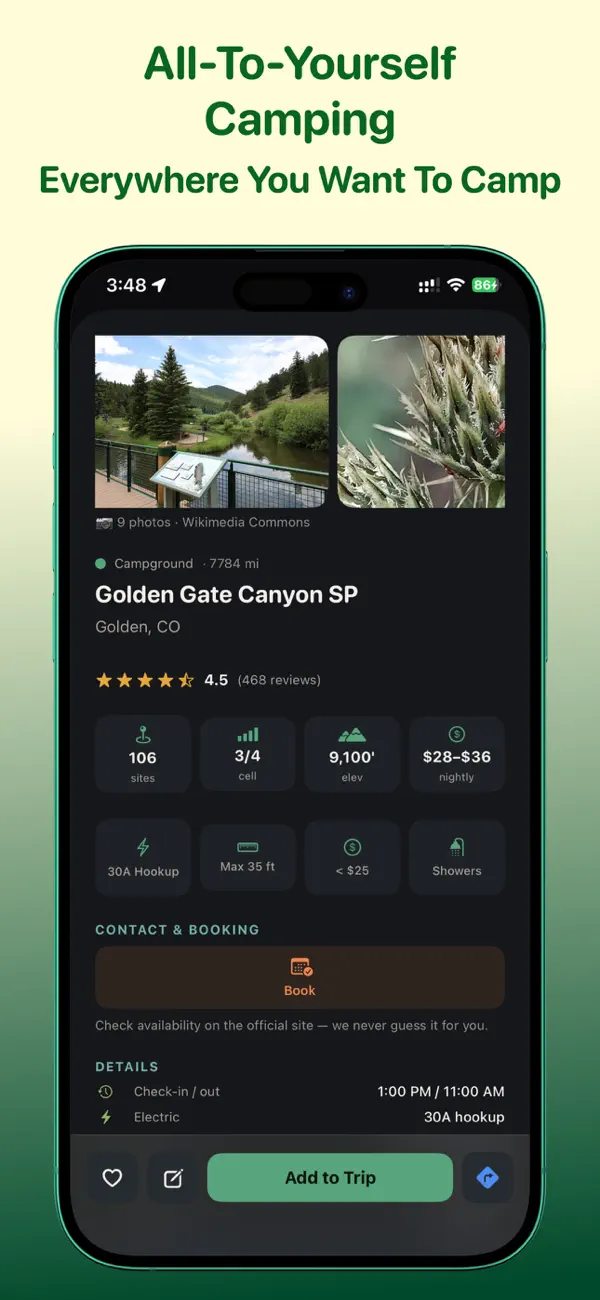 All-To-Yourself
Camping
Everywhere You Want To Camp
3:48
86
9 photos · Wikimedia Commons
Campground · 7784 mi
Golden Gate Canyon SP
Golden, CO
4.5 (468 reviews)
106
sites
3/4
cell
9,100'
elev
$28–$36
nightly
30A Hookup
Max 35 ft
< $25
Showers
CONTACT & BOOKING
Book
Check availability on the official site — we never guess it for you.
DETAILS
Check-in / out 1:00 PM / 11:00 AM
Electric 30A hookup
Add to Trip